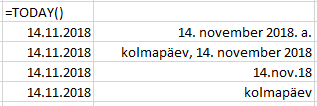 =TODAY()
14.11.2018 14. november 2018. a.
14.11.2018 kolmapäev, 14. november 2018
14.11.2018 14.nov.18
14.11.2018 kolmapäev